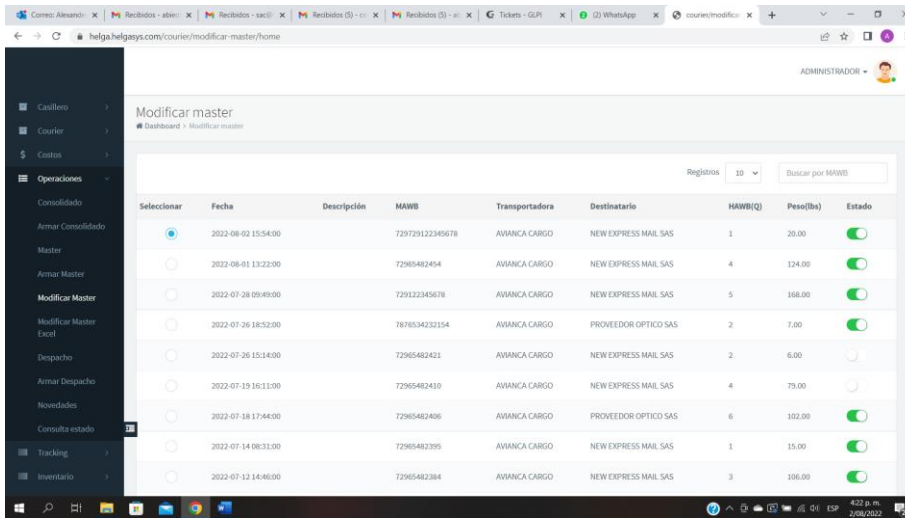 Correo: Alexand
Recibidos - abie
Recibidos - sac@
Recibidos (5) - co
Recibidos (5) - a
Tickets - GLPI
(2) WhatsApp
courier/modifica
helga.helgasys.com/courier/modificar-master/home
A
ADMINISTRADOR
Casillero
Courier
Costos
Operaciones
Consolidado
Armar Consolidado
Master
Armar Master
Modificar Master
Modificar Master
Excel
Despacho
Armar Despacho
Novedades
Consulta estado
Tracking
Inventario
Modificar master
Dashboard > Modificar master
Registros 10 Buscar por MAWB
Seleccionar Fecha Descripción MAWB Transportadora Destinatario HAWB(Q) Peso(lbs) Estado
2022-08-02 15:54:00 729729122345678 AVIANCA CARGO NEW EXPRESS MAIL SAS 1 20.00
2022-08-01 13:22:00 72965482454 AVIANCA CARGO NEW EXPRESS MAIL SAS 4 124.00
2022-07-28 09:49:00 729122345678 AVIANCA CARGO NEW EXPRESS MAIL SAS 5 168.00
2022-07-26 18:52:00 7876534232154 AVIANCA CARGO PROVEEDOR OPTICO SAS 2 7.00
2022-07-26 15:14:00 72965482421 AVIANCA CARGO NEW EXPRESS MAIL SAS 2 6.00
2022-07-19 16:11:00 72965482410 AVIANCA CARGO NEW EXPRESS MAIL SAS 4 79.00
2022-07-18 17:44:00 72965482406 AVIANCA CARGO PROVEEDOR OPTICO SAS 6 102.00
2022-07-14 08:31:00 72965482395 AVIANCA CARGO NEW EXPRESS MAIL SAS 1 15.00
2022-07-12 14:46:00 72965482384 AVIANCA CARGO NEW EXPRESS MAIL SAS 3 106.00
ESP
4:22 p. m.
2/08/2022